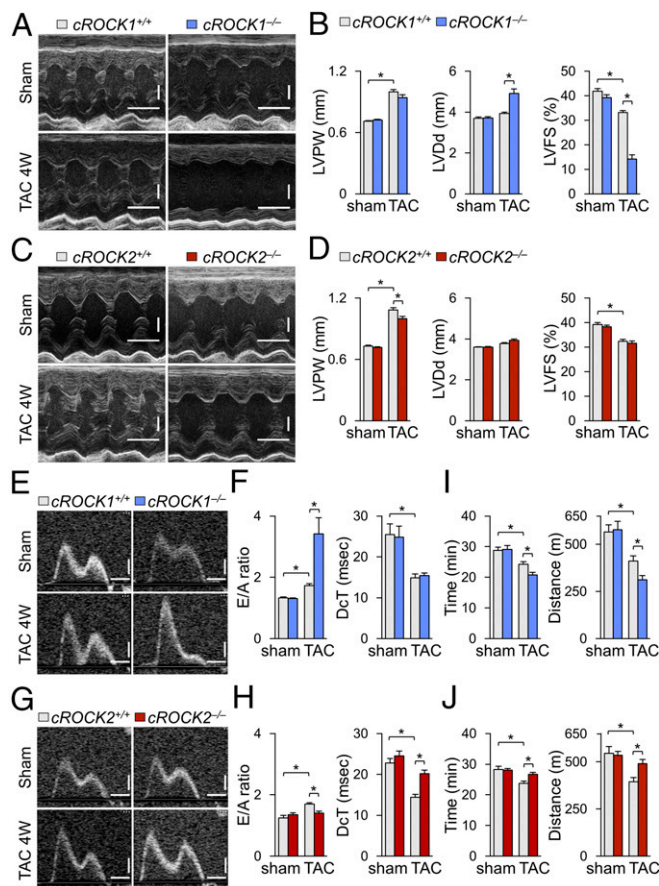 A cROCK1+/+ cROCK1−/−
Sham
TAC 4W
B cROCK1+/+ cROCK1−/−
LVPW (mm)
1.2
0.6
0
*
sham TAC
LVDd (mm)
6
4
2
0
*
sham TAC
LVFS (%)
50
40
30
20
10
0
*
*
sham TAC
C cROCK2+/+ cROCK2−/−
Sham
TAC 4W
D cROCK2+/+ cROCK2−/−
LVPW (mm)
1.2
0.6
0
*
*
sham TAC
LVDd (mm)
6
4
2
0
sham TAC
LVFS (%)
50
40
30
20
10
0
*
sham TAC
E cROCK1+/+ cROCK1−/−
Sham
TAC 4W
F
E/A ratio
4
2
0
*
*
sham TAC
DcT (msec)
30
20
10
0
*
sham TAC
I
Time (min)
40
30
20
10
0
*
*
sham TAC
Distance (m)
650
500
250
0
*
*
sham TAC
G cROCK2+/+ cROCK2−/−
Sham
TAC 4W
H
E/A ratio
4
2
0
*
*
sham TAC
DcT (msec)
30
20
10
0
*
*
sham TAC
J
Time (min)
40
30
20
10
0
*
*
sham TAC
Distance (m)
650
500
250
0
*
*
sham TAC